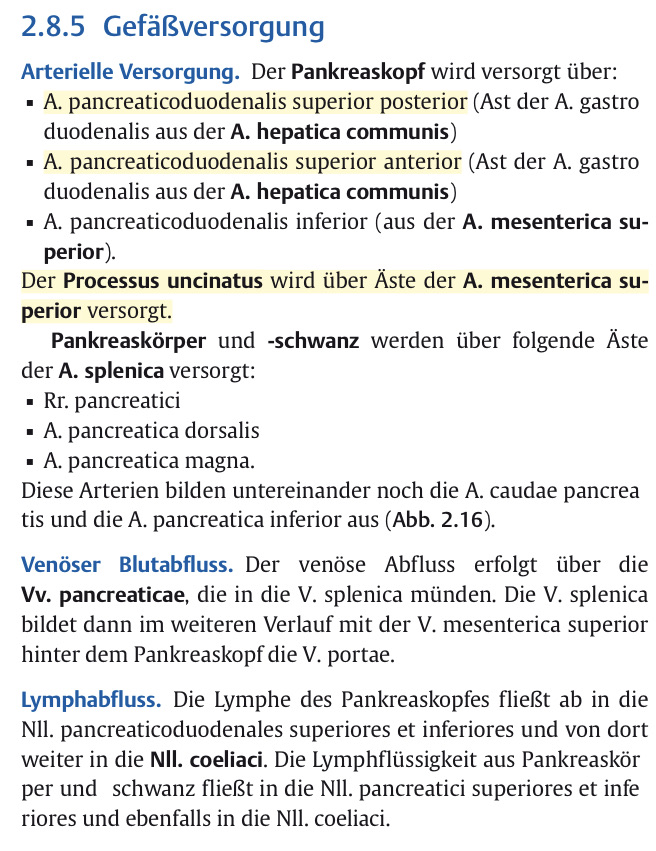 2.8.5 Gefäßversorgung
Arterielle Versorgung. Der Pankreaskopf wird versorgt über:
▪ A. pancreaticoduodenalis superior posterior (Ast der A. gastro
duodenalis aus der A. hepatica communis)
▪ A. pancreaticoduodenalis superior anterior (Ast der A. gastro
duodenalis aus der A. hepatica communis)
▪ A. pancreaticoduodenalis inferior (aus der A. mesenterica su-
perior).
Der Processus uncinatus wird über Äste der A. mesenterica su-
perior versorgt.
Pankreaskörper und -schwanz werden über folgende Äste
der A. splenica versorgt:
▪ Rr. pancreatici
▪ A. pancreatica dorsalis
▪ A. pancreatica magna.
Diese Arterien bilden untereinander noch die A. caudae pancrea
tis und die A. pancreatica inferior aus (Abb. 2.16).
Venöser Blutabfluss. Der venöse Abfluss erfolgt über die
Vv. pancreaticae, die in die V. splenica münden. Die V. splenica
bildet dann im weiteren Verlauf mit der V. mesenterica superior
hinter dem Pankreaskopf die V. portae.
Lymphabfluss. Die Lymphe des Pankreaskopfes fließt ab in die
Nll. pancreaticoduodenales superiores et inferiores und von dort
weiter in die Nll. coeliaci. Die Lymphflüssigkeit aus Pankreaskör
per und schwanz fließt in die Nll. pancreatici superiores et infe
riores und ebenfalls in die Nll. coeliaci.